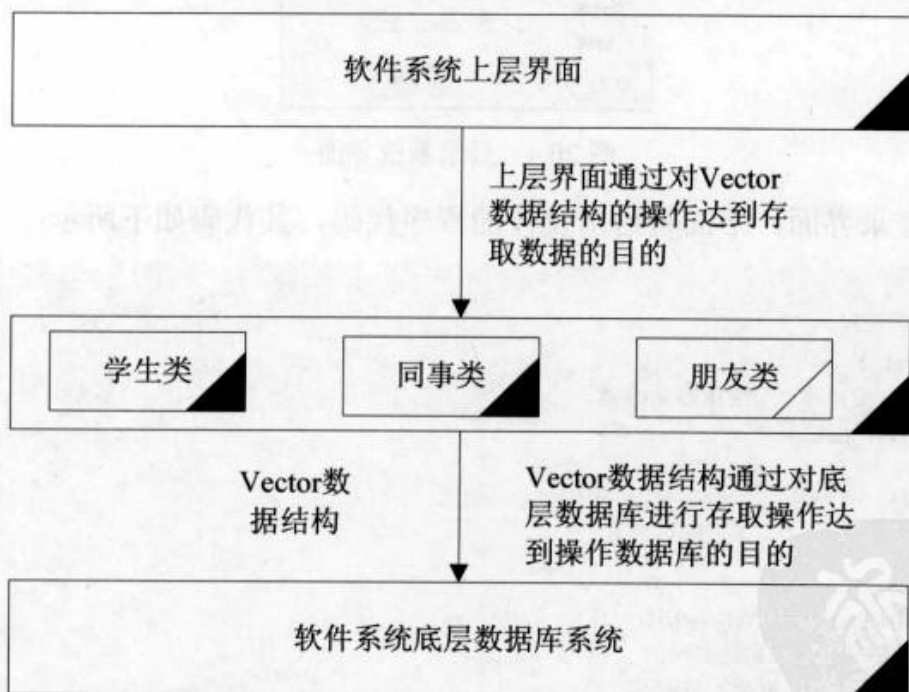 软件系统上层界面
上层界面通过对Vector
数据结构的操作达到存
取数据的目的
学生类
同事类
朋友类
Vector数
据结构
Vector数据结构通过对底
层数据库进行存取操作达
到操作数据库的目的
软件系统底层数据库系统